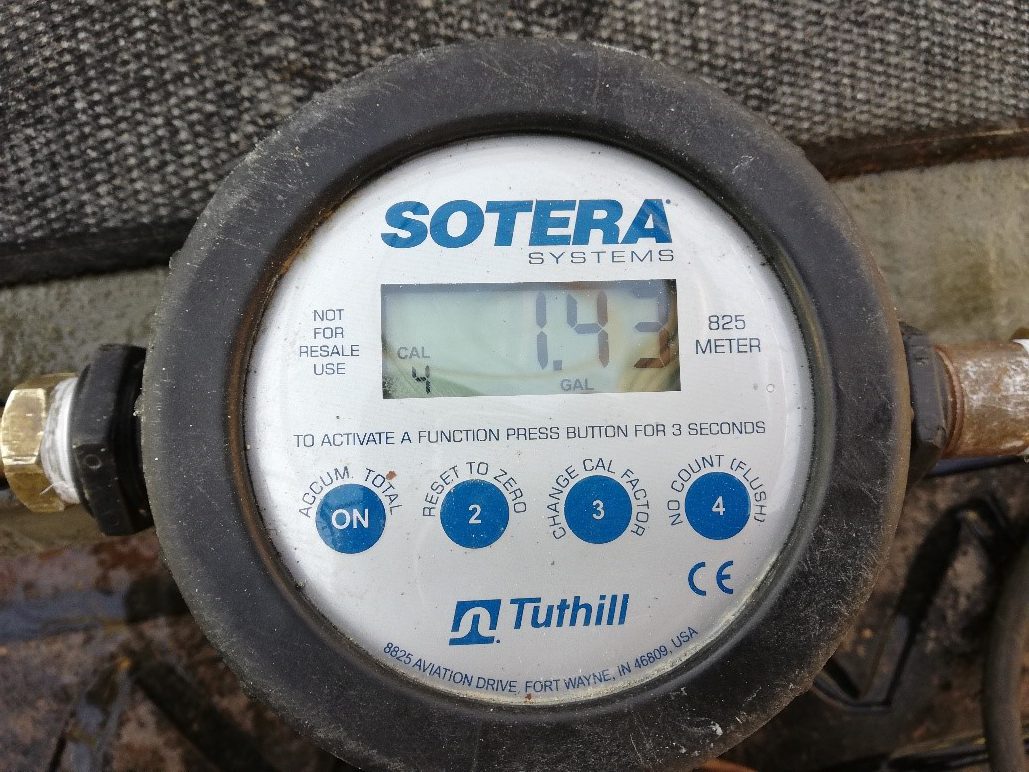 SOTERA
SYSTEMS
1.43
CAL
4
GAL
NOT
FOR
RESALE
USE
825
METER
TO ACTIVATE A FUNCTION PRESS BUTTON FOR 3 SECONDS
ACCUM. TOTAL
ON
RESET TO ZERO
2
CHANGE CAL FACTOR
3
NO COUNT (FLUSH)
4
CE
Tuthill
8825 AVIATION DRIVE, FORT WAYNE, IN 46809, USA